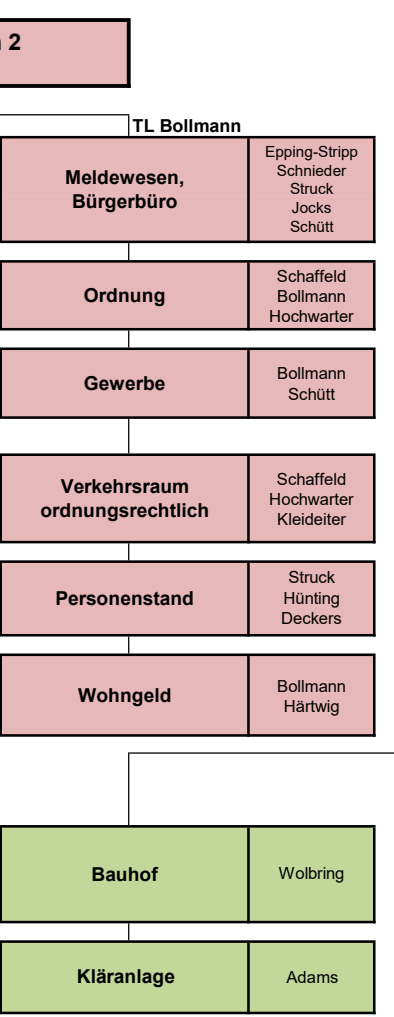 2
TL Bollmann
Meldewesen,
Bürgerbüro
Epping-Stripp
Schnieder
Struck
Jocks
Schütt
Ordnung
Schaffeld
Bollmann
Hochwarter
Gewerbe
Bollmann
Schütt
Verkehrsraum
ordnungsrechtlich
Schaffeld
Hochwarter
Kleideiter
Personenstand
Struck
Hünting
Deckers
Wohngeld
Bollmann
Härtwig
Bauhof
Wolbring
Kläranlage
Adams